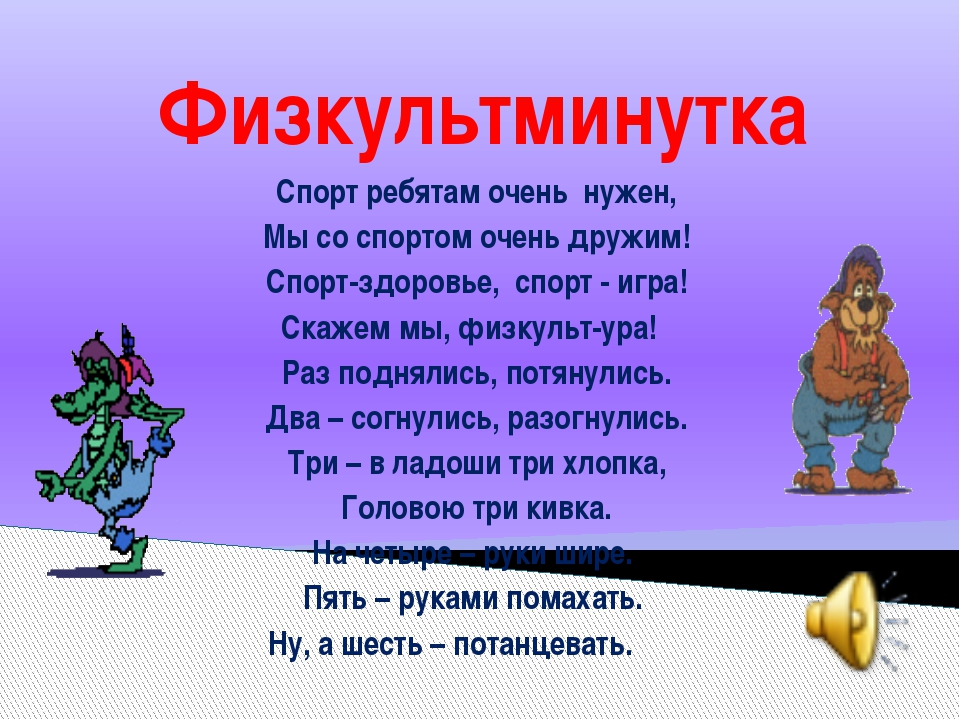 Физкультминутка
Спорт ребятам очень нужен,
Мы со спортом очень дружим!
Спорт-здоровье, спорт - игра!
Скажем мы, физкульт-ура!
Раз поднялись, потянулись.
Два – согнулись, разогнулись.
Три – в ладоши три хлопка,
Головою три кивка.
На четыре – руки шире.
Пять – руками помахать.
Ну, а шесть – потанцевать.